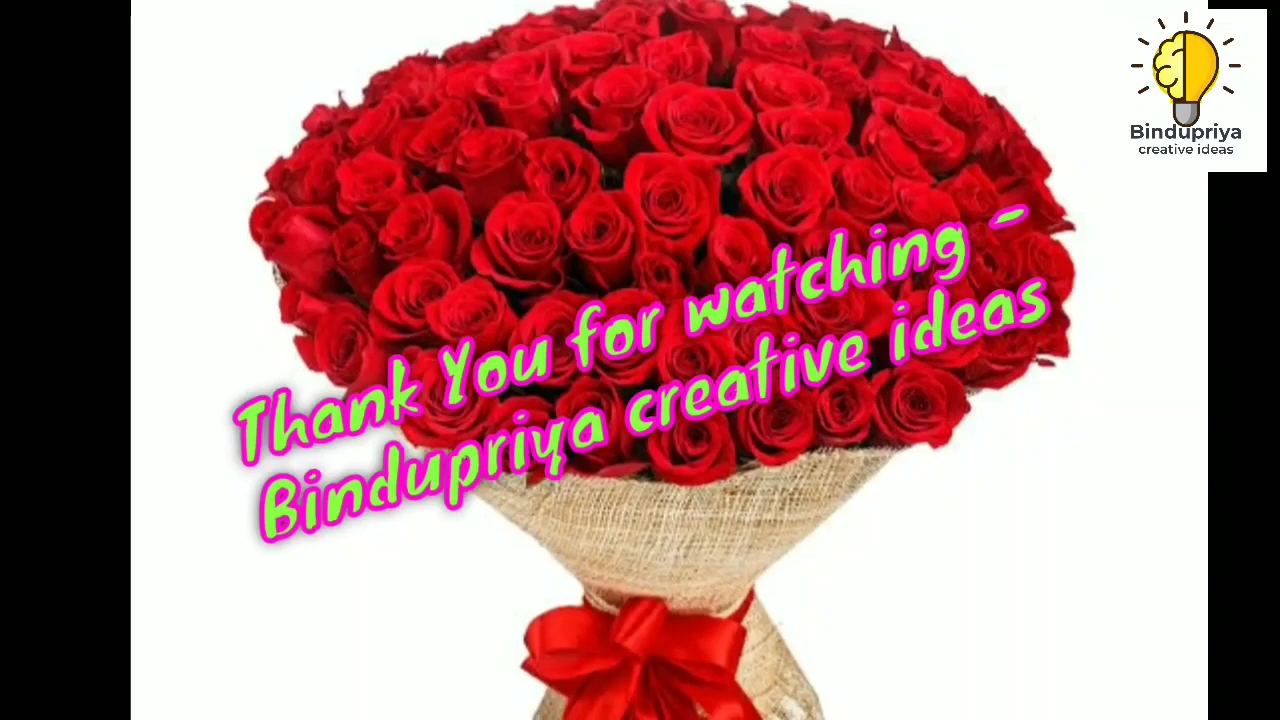 Bindupriya
creative ideas
Thank You for watching -
Bindupriya creative ideas